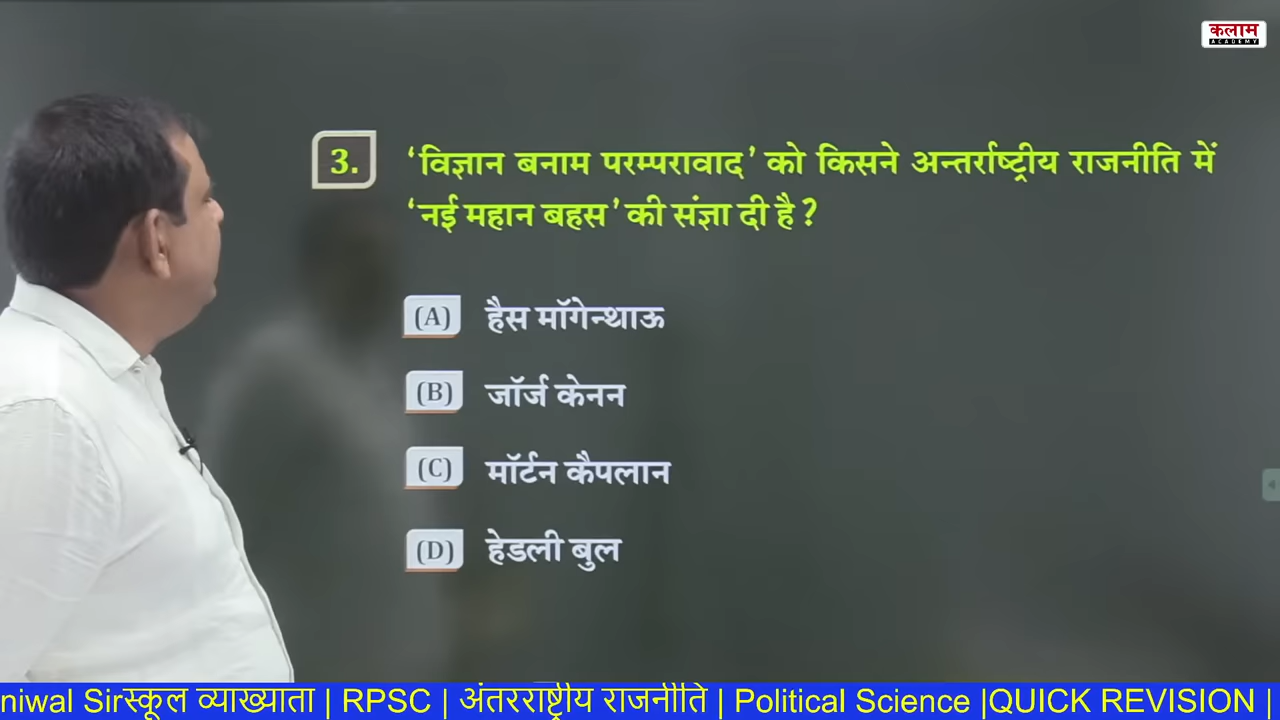 कलाम
ACADEMY
3.
‘विज्ञान बनाम परम्परावाद’ को किसने अन्तर्राष्ट्रीय राजनीति में
‘नई महान बहस’ की संज्ञा दी है ?
(A) हैस मॉगेन्थाऊ
(B) जॉर्ज केनन
(C) मॉर्टन कैपलान
(D) हेडली बुल
niwal Sirस्कूल व्याख्याता | RPSC | अंतरराष्ट्रीय राजनीति | Political Science |QUICK REVISION |